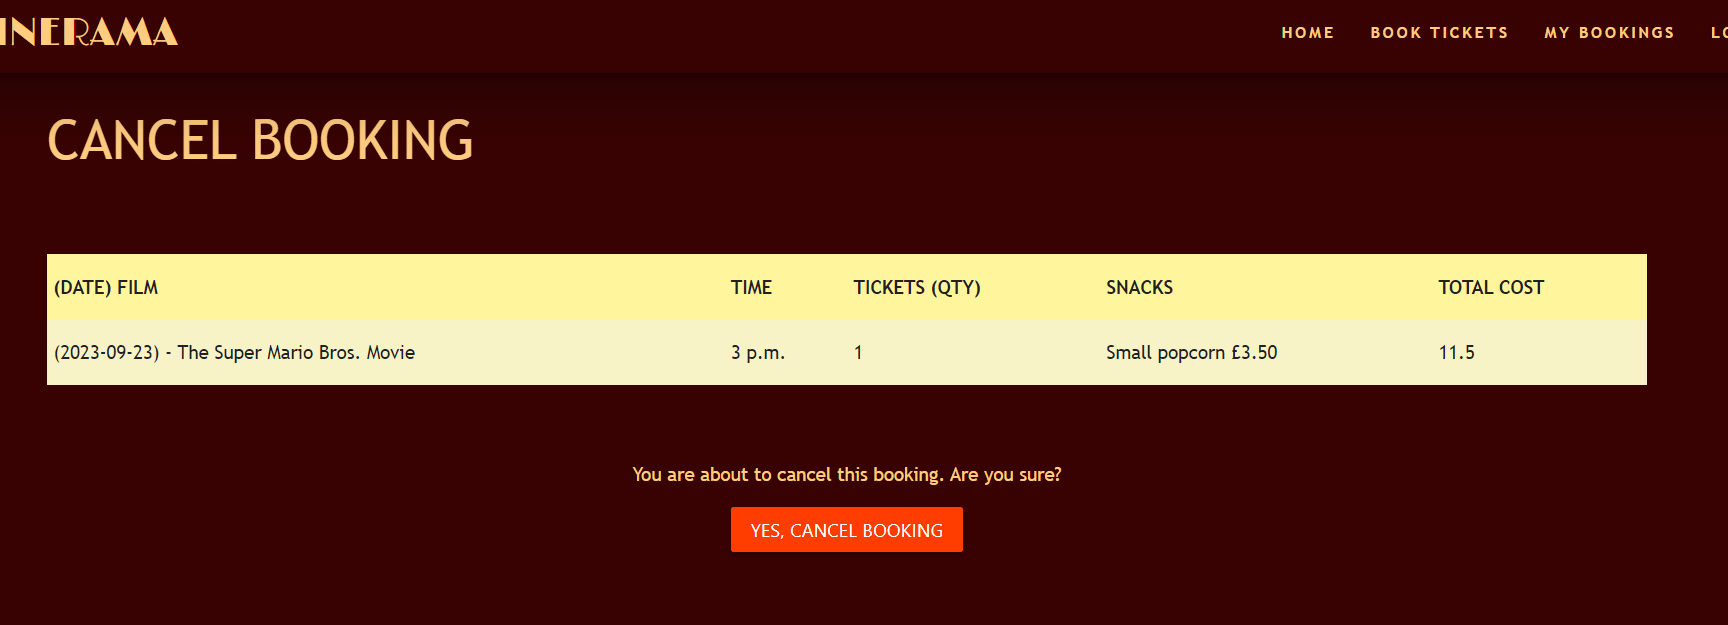 INERAMA HOME BOOK TICKETS MY BOOKINGS LO
CANCEL BOOKING
(DATE) FILM TIME TICKETS (QTY) SNACKS TOTAL COST
(2023-09-23) - The Super Mario Bros. Movie 3 p.m. 1 Small popcorn £3.50 11.5
You are about to cancel this booking. Are you sure?
YES, CANCEL BOOKING